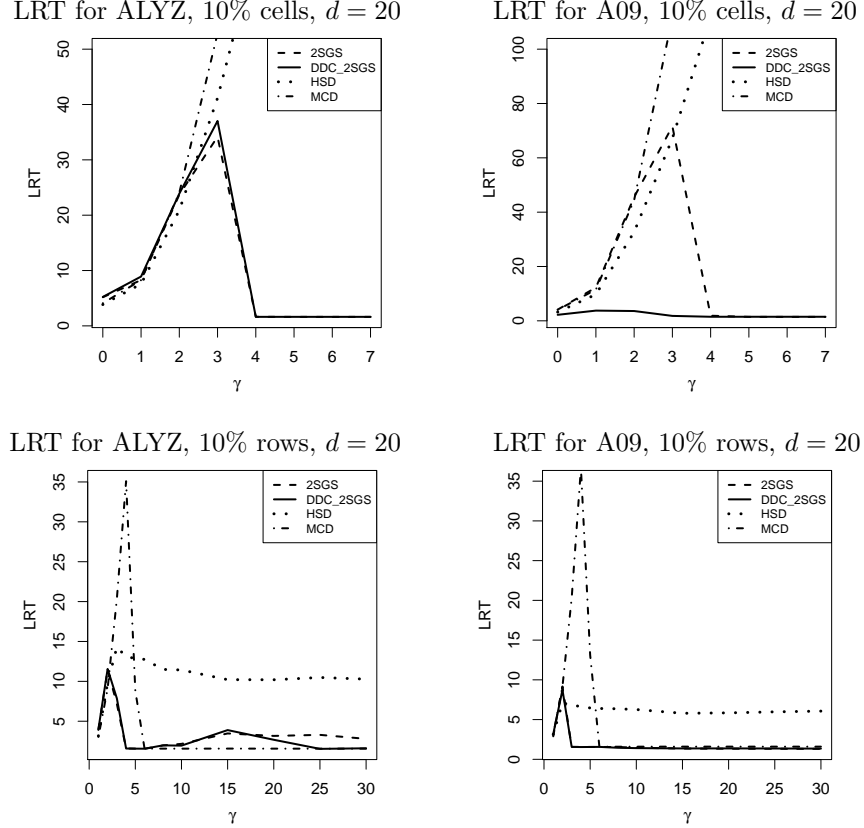 LRT for ALYZ, 10% cells, d = 20
LRT
50
40
30
20
10
0
0 1 2 3 4 5 6 7
γ
2SGS
DDC_2SGS
HSD
MCD
LRT for A09, 10% cells, d = 20
LRT
100
80
60
40
20
0
0 1 2 3 4 5 6 7
γ
2SGS
DDC_2SGS
HSD
MCD
LRT for ALYZ, 10% rows, d = 20
LRT
35
30
25
20
15
10
5
0 5 10 15 20 25 30
γ
2SGS
DDC_2SGS
HSD
MCD
LRT for A09, 10% rows, d = 20
LRT
35
30
25
20
15
10
5
0
0 5 10 15 20 25 30
γ
2SGS
DDC_2SGS
HSD
MCD